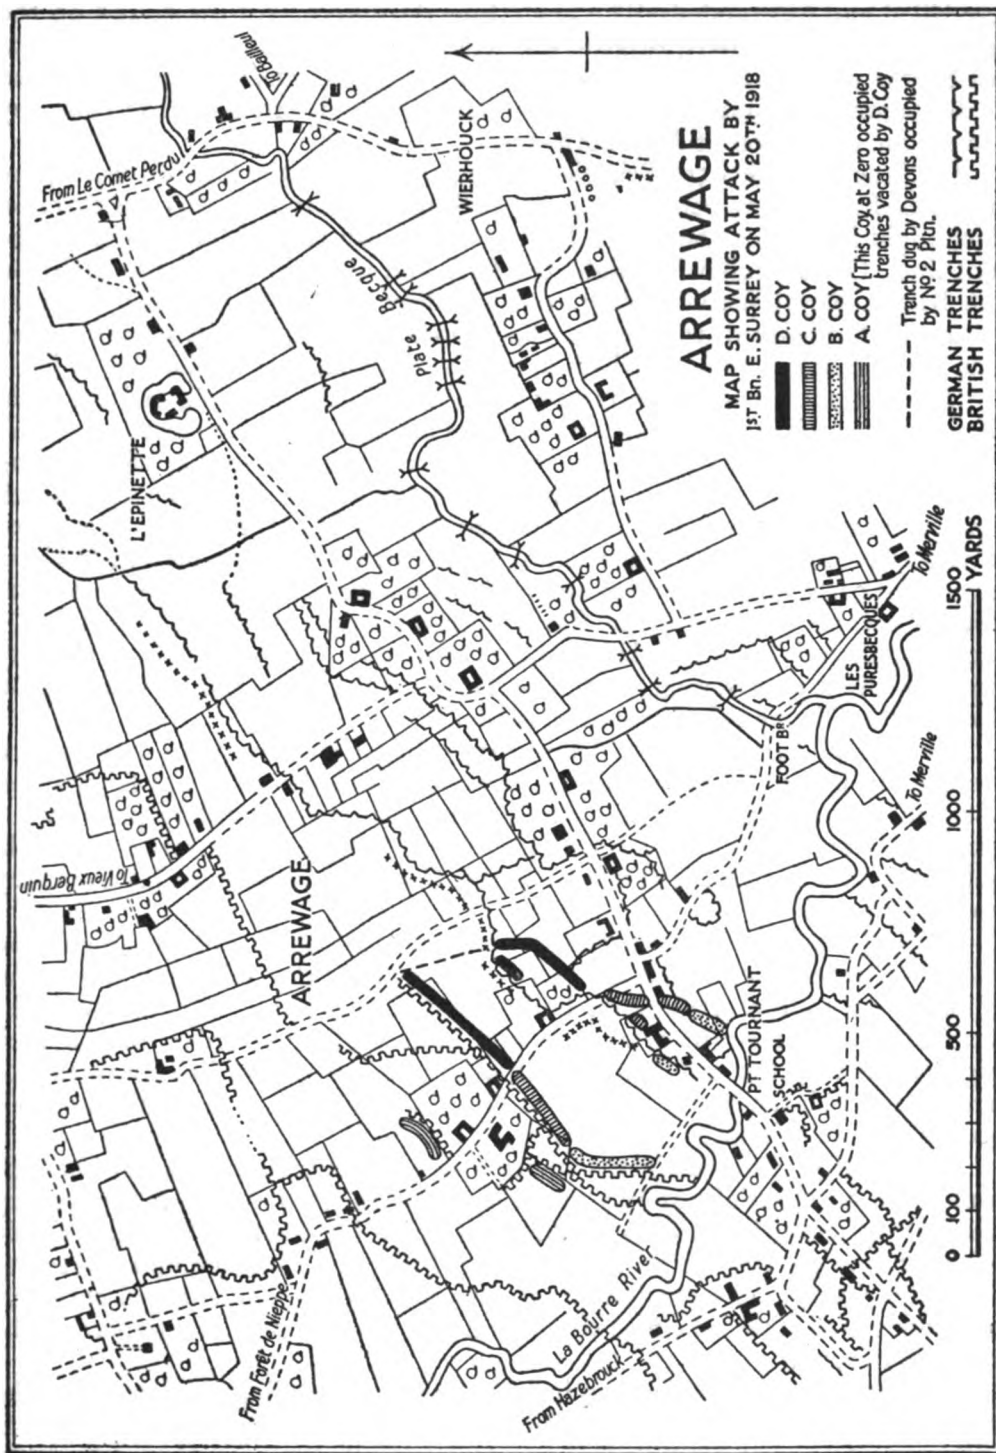 ARREWAGE
MAP SHOWING ATTACK BY
1ST Bn. E. SURREY ON MAY 20TH 1918
D. COY
C. COY
B. COY
A. COY [This Coy. at Zero occupied
trenches vacated by D. Coy
Trench dug by Devons occupied
by No 2 Pltn.
GERMAN TRENCHES
BRITISH TRENCHES
0 100 500 1000 1500
YARDS
To Bailleul
From Le Cornet Perdu
WIERHOUCK
Plate Becque
L'EPINETTE
To Vieux Berquin
ARREWAGE
From Forêt de Nieppe
From Hazebrouck
La Bourre River
PT TOURNANT
SCHOOL
FOOT BR.
LES
PURESBECQUES
To Merville
To Merville